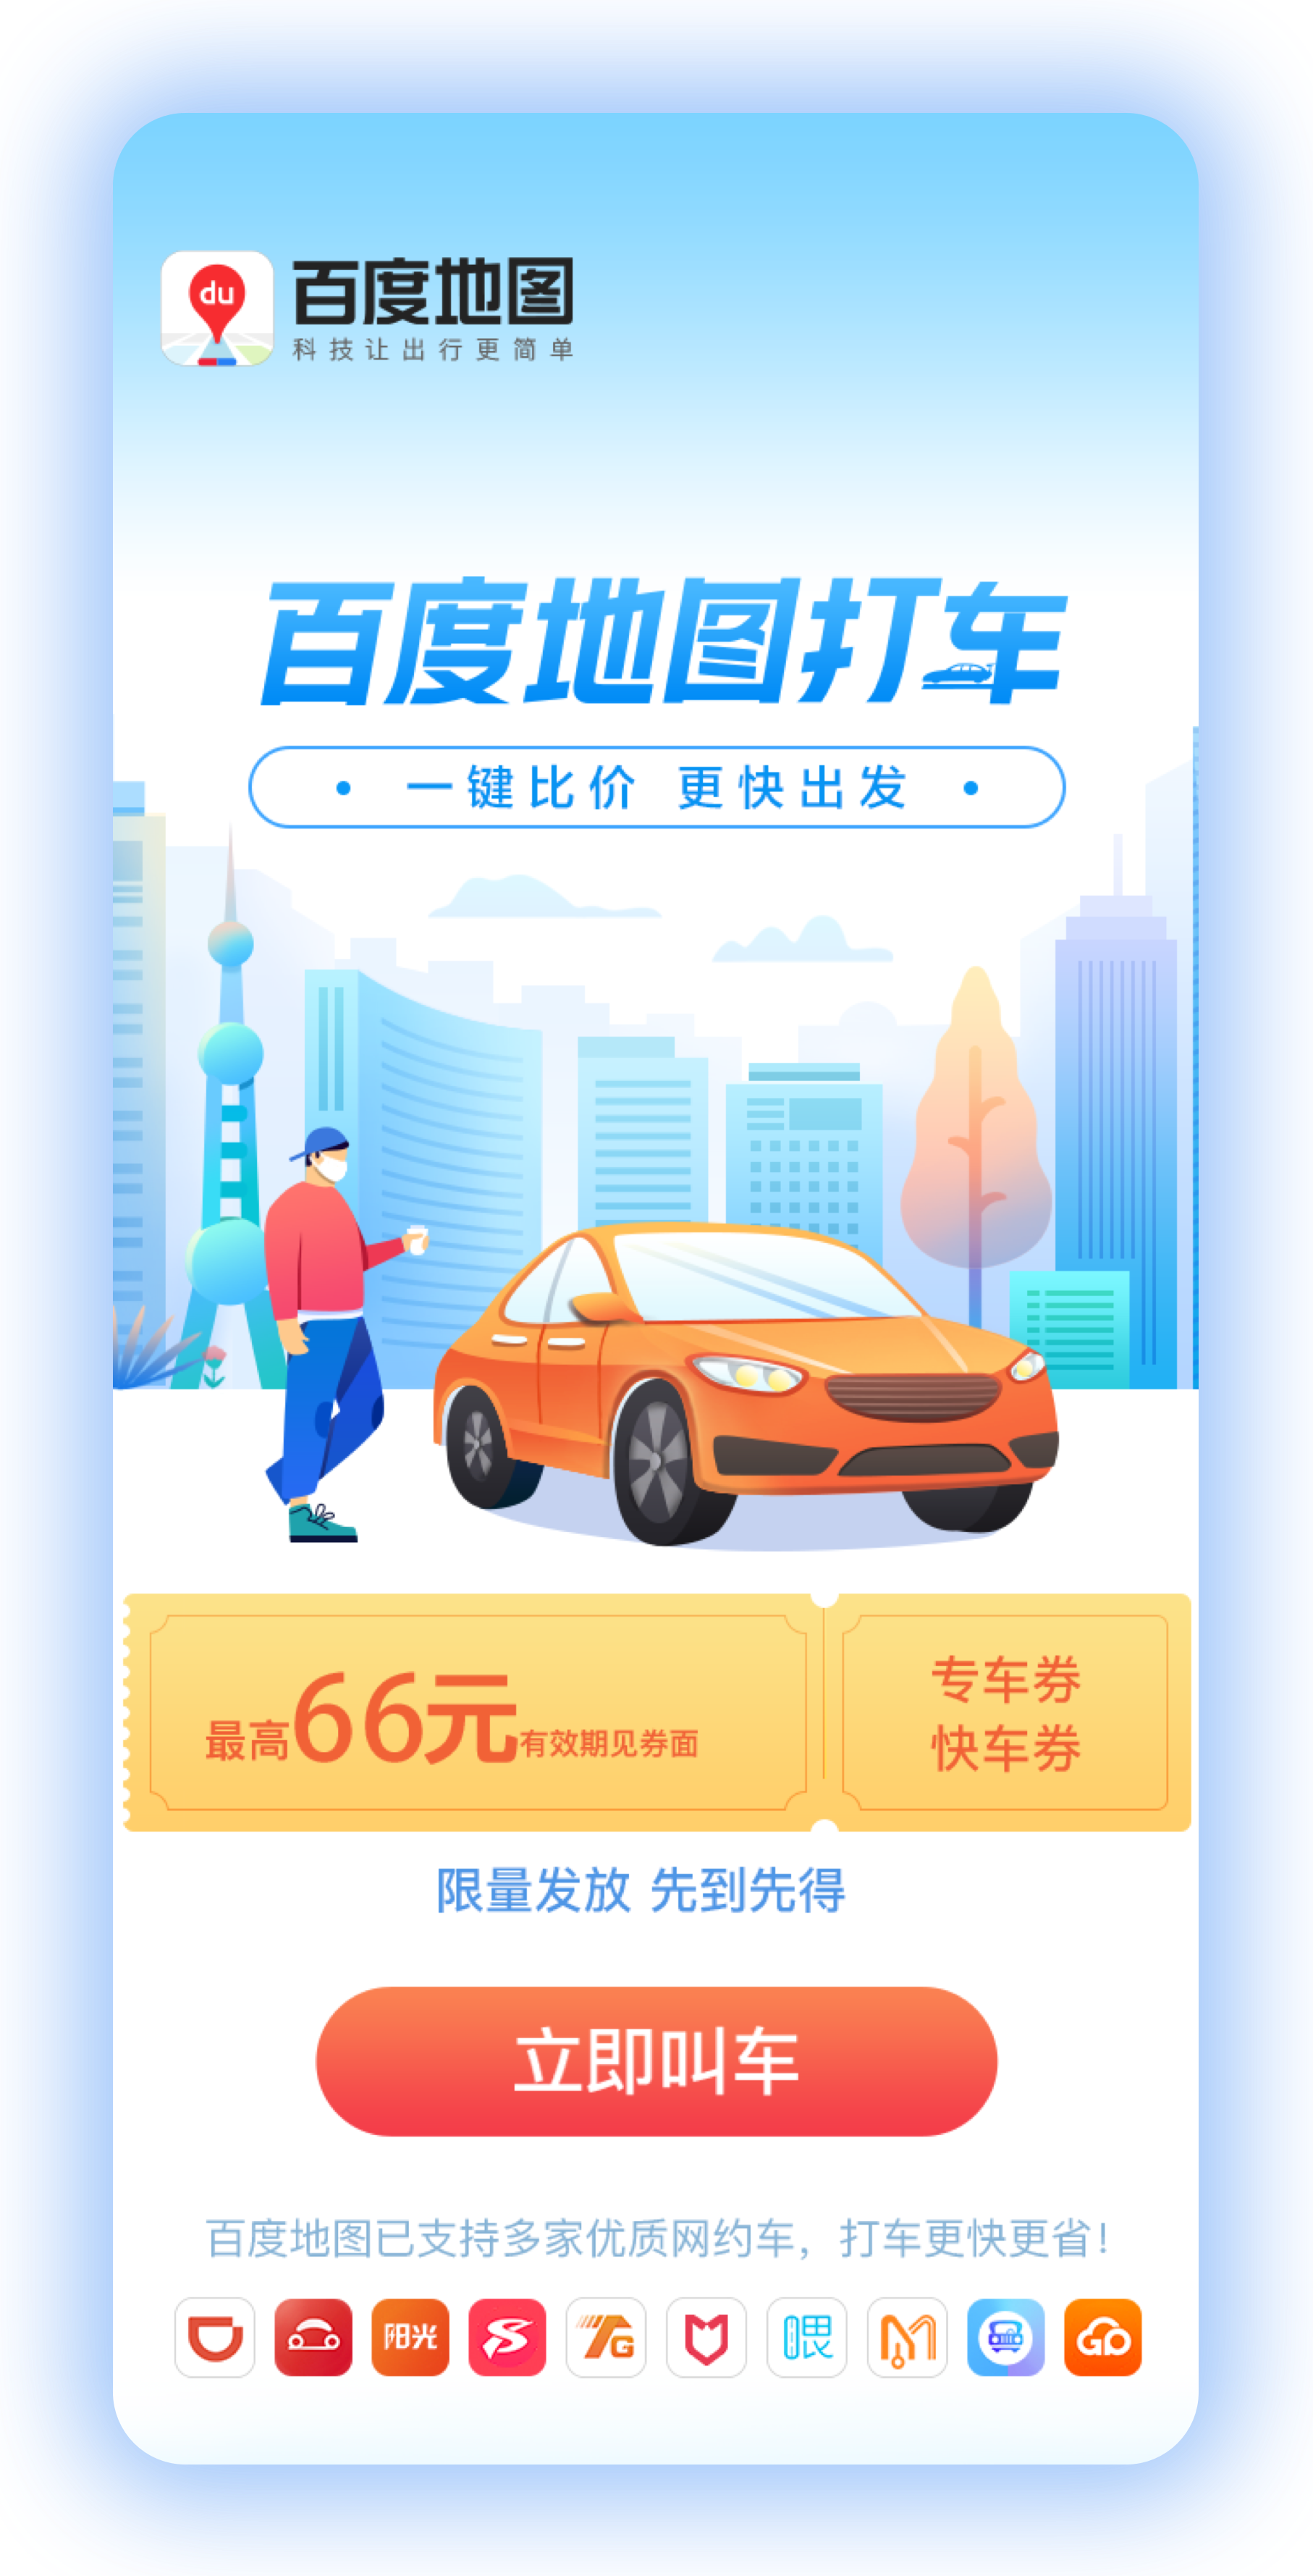 du
百度地图
科技让出行更简单
百度地图打车
• 一键比价 更快出发 •
最高66元有效期见券面
专车券
快车券
限量发放 先到先得
立即叫车
百度地图已支持多家优质网约车，打车更快更省！
阳光
TG
喂
GO